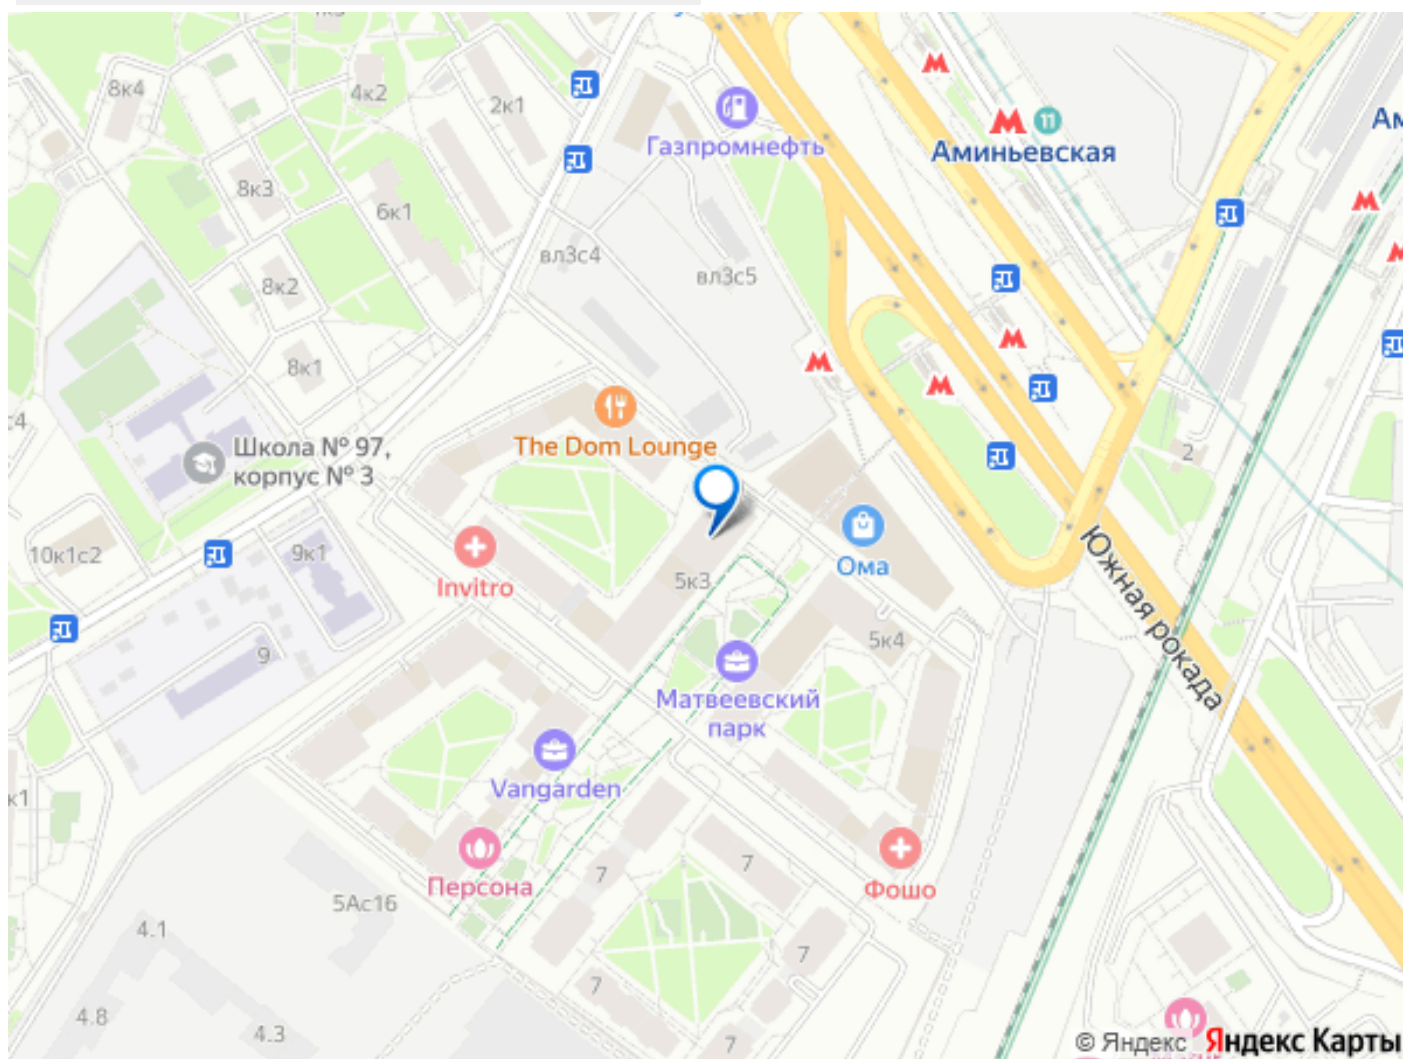 8к4
4к2
2к1
Газпромнефть
11
Аминьевская
8к3
6к1
вл3с4
вл3с5
8к2
8к1
Школа № 97,
корпус № 3
The Dom Lounge
2
10к1с2
9к1
Invitro
5к3
Ома
Южная рокада
9
5к4
Матвеевский
парк
Vangarden
к1
Персона
7
7
Фошо
5Ас16
4.1
7
7
4.8
4.3
7
© Яндекс Яндекс Карты